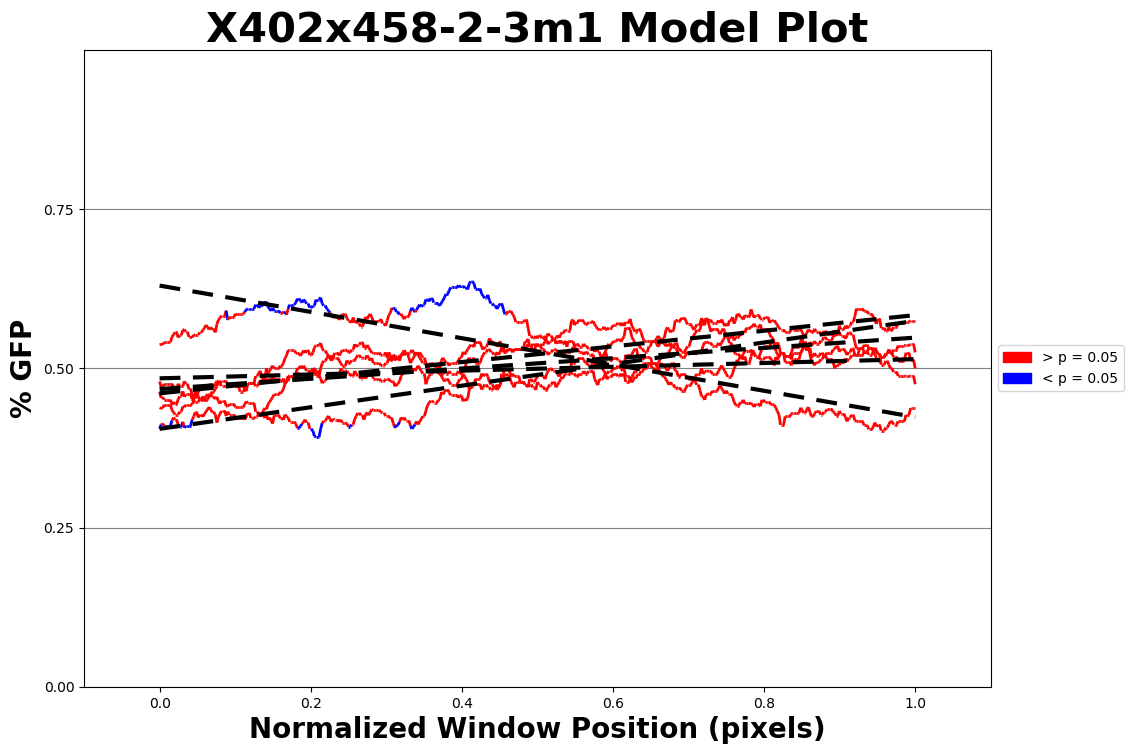 X402x458-2-3m1 Model Plot
% GFP
0.75
0.50
0.25
0.00
0.0 0.2 0.4 0.6 0.8 1.0
Normalized Window Position (pixels)
> p = 0.05
< p = 0.05